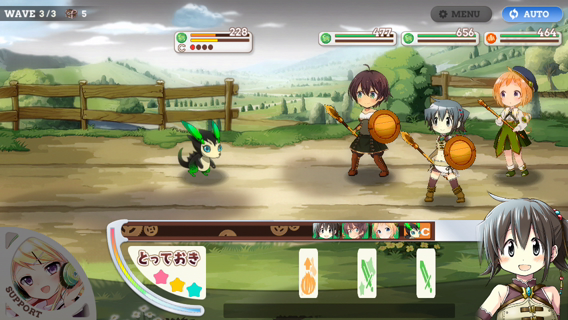 WAVE 3/3
5
MENU
AUTO
228
C
477
656
464
C
とっておき
SUPPORT